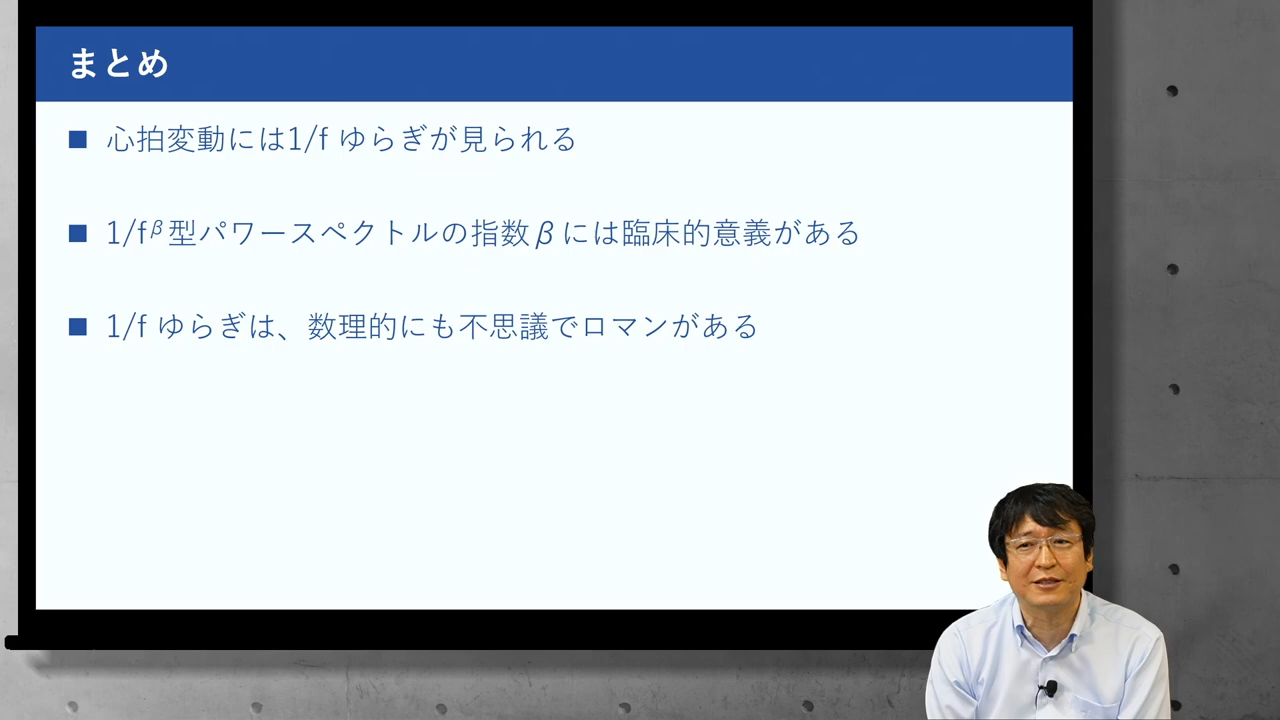 まとめ
■ 心拍変動には1/f ゆらぎが見られる
■ 1/fᵝ型パワースペクトルの指数βには臨床的意義がある
■ 1/f ゆらぎは、数理的にも不思議でロマンがある